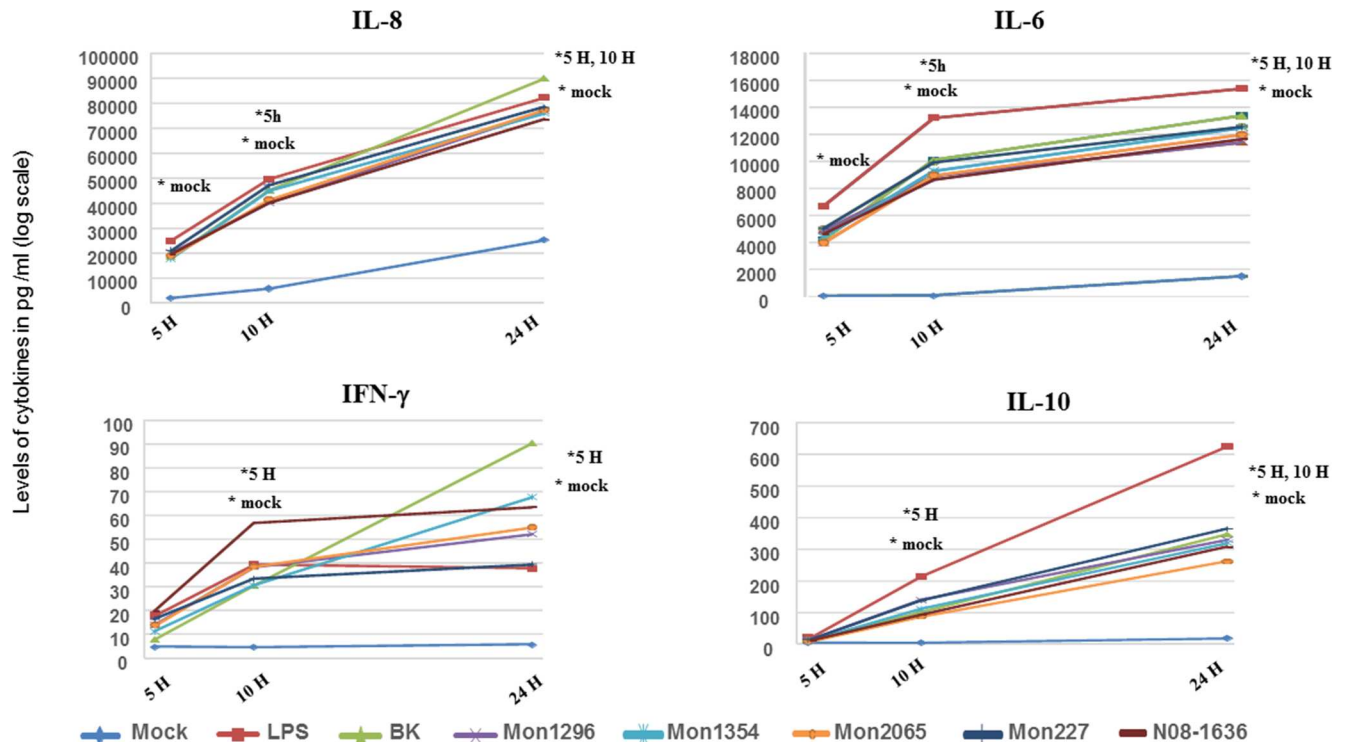 IL-8
100000
90000
80000
70000
60000
50000
40000
30000
20000
10000
0
*5 H, 10 H
* mock
*5h
* mock
* mock
5 H
10 H
24 H
IL-6
18000
16000
14000
12000
10000
8000
6000
4000
2000
0
*5h
* mock
*5 H, 10 H
* mock
* mock
5 H
10 H
24 H
Levels of cytokines in pg /ml (log scale)
IFN-γ
100
90
80
70
60
50
40
30
20
10
0
*5 H
* mock
*5 H
* mock
5 H
10 H
24 H
IL-10
700
600
500
400
300
200
100
0
*5 H
* mock
*5 H, 10 H
* mock
5 H
10 H
24 H
Mock LPS BK Mon1296 Mon1354 Mon2065 Mon227 N08-1636